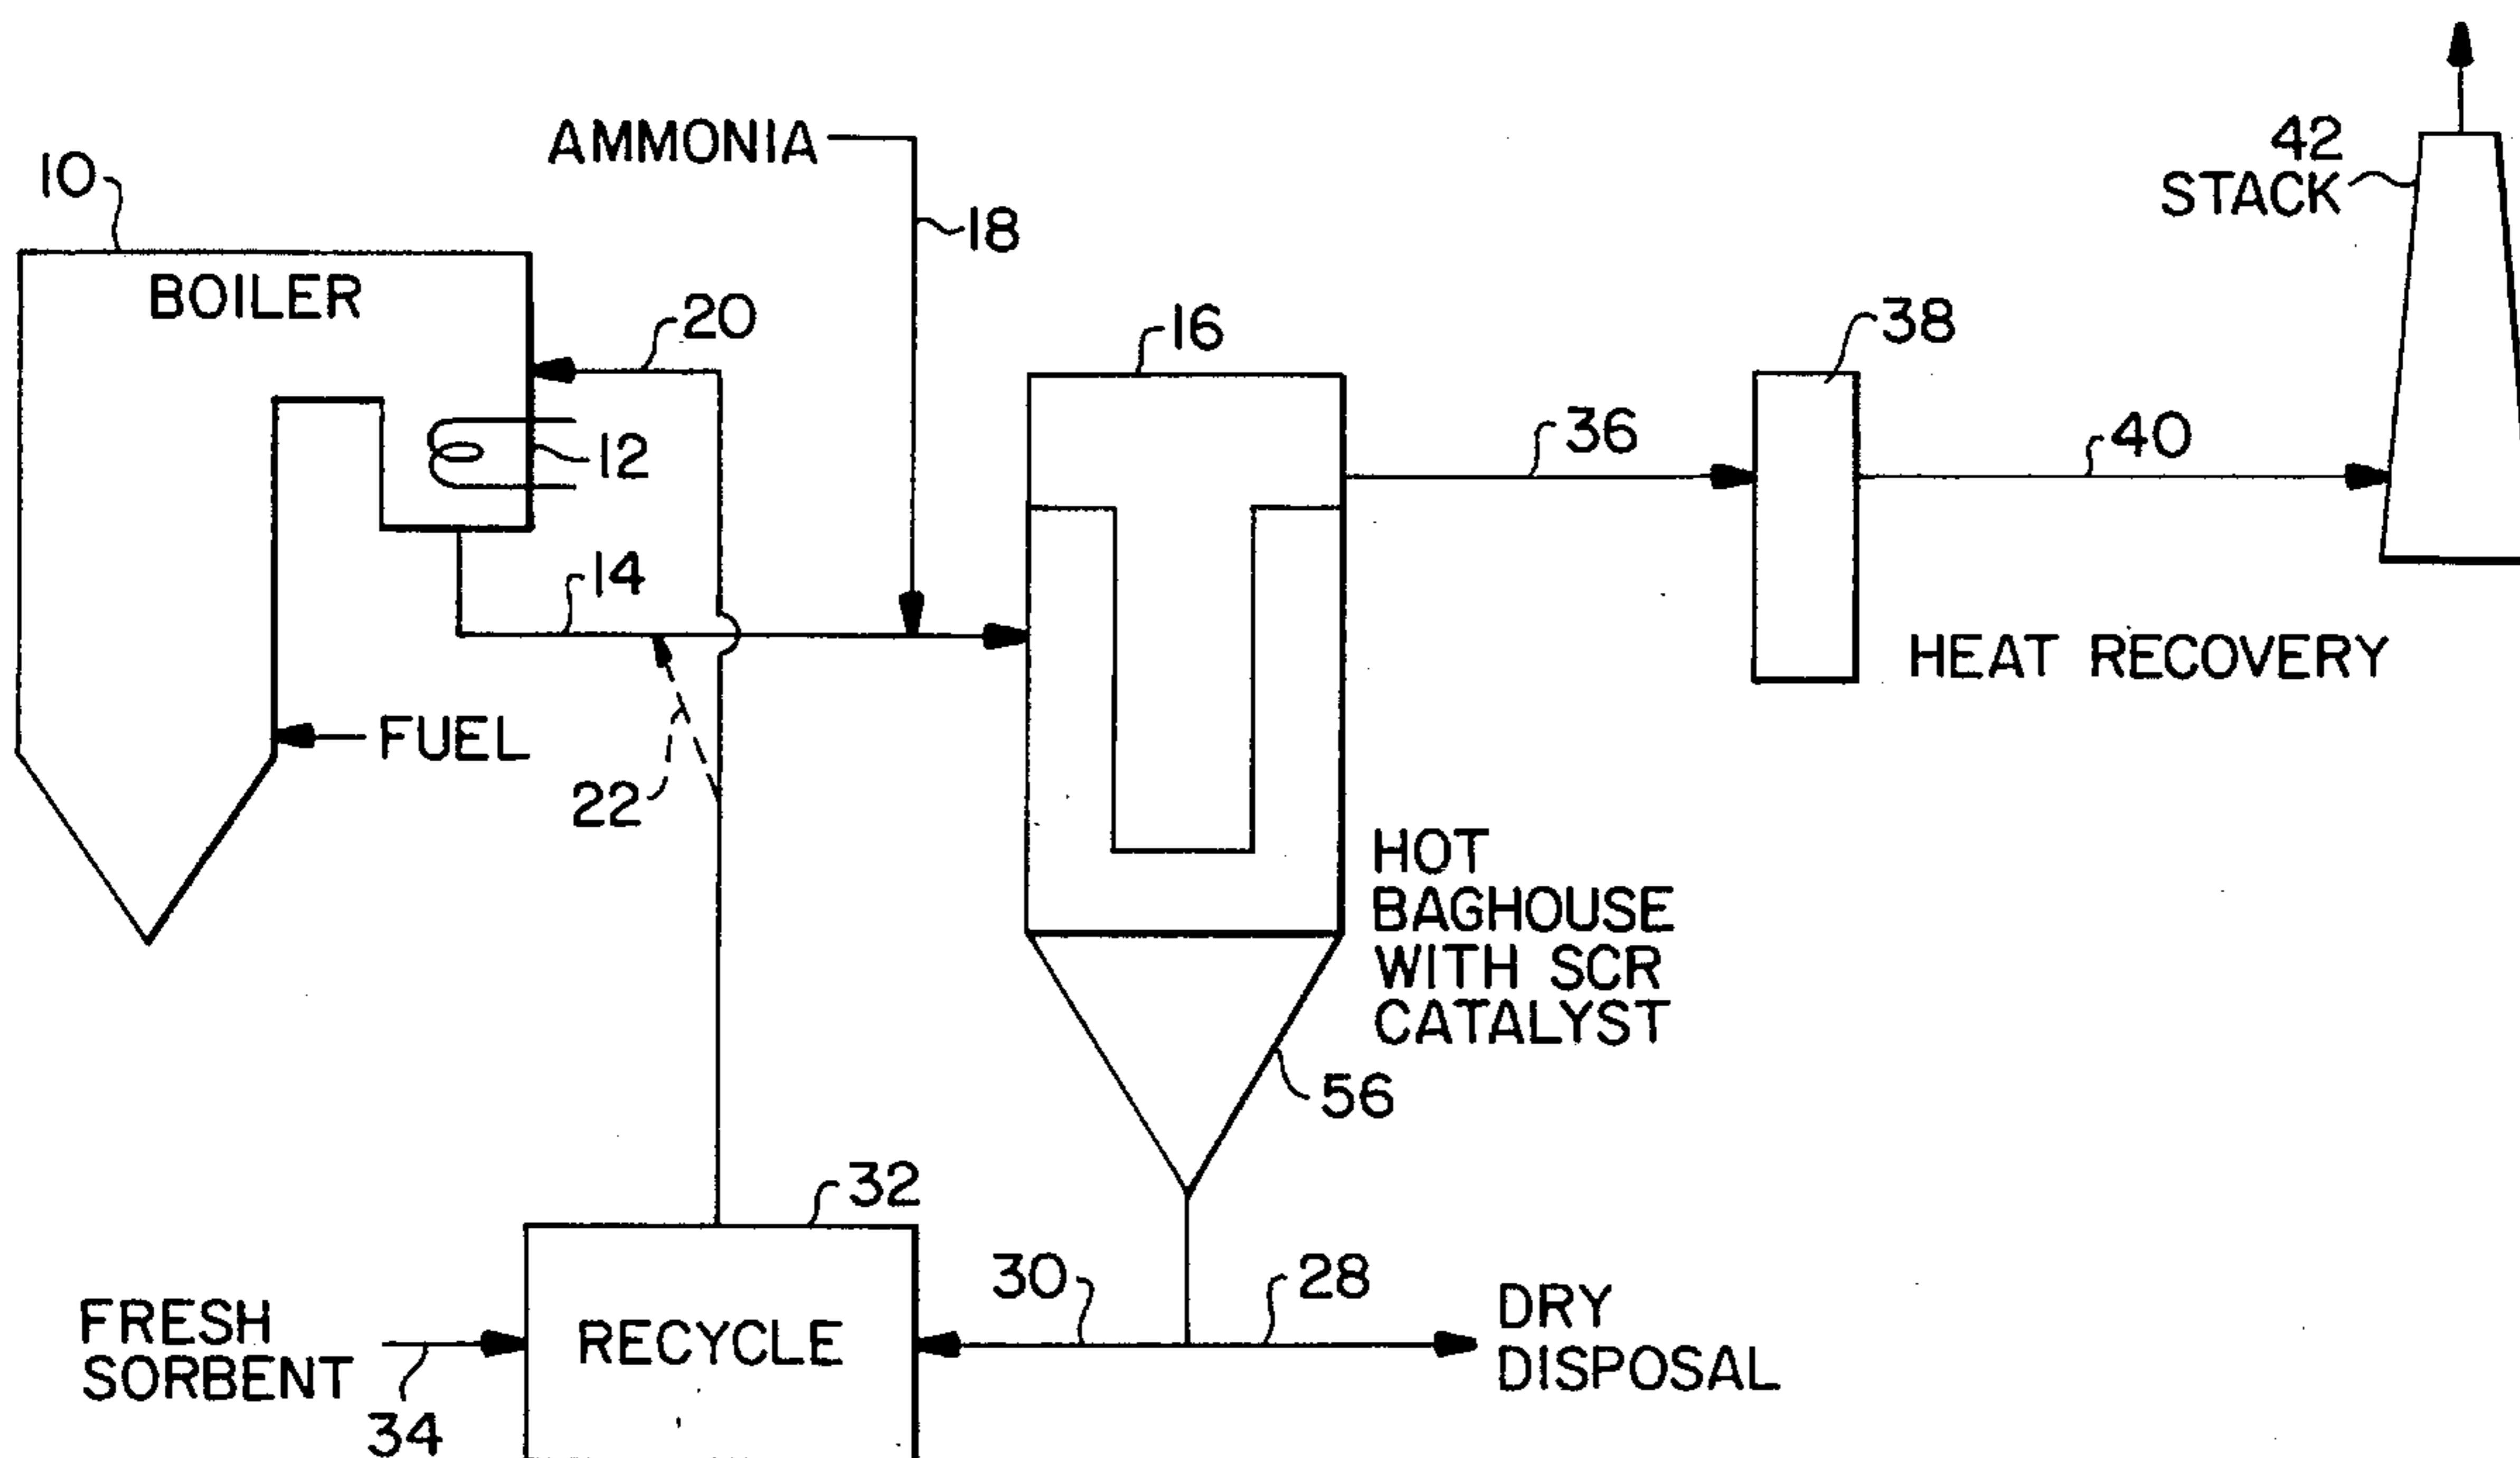 AMMONIA
42
STACK
10
18
BOILER
20
16
38
12
36
40
14
HEAT RECOVERY
FUEL
22
HOT
BAGHOUSE
WITH SCR
CATALYST
56
32
30
28
FRESH
SORBENT
34
RECYCLE
DRY
DISPOSAL